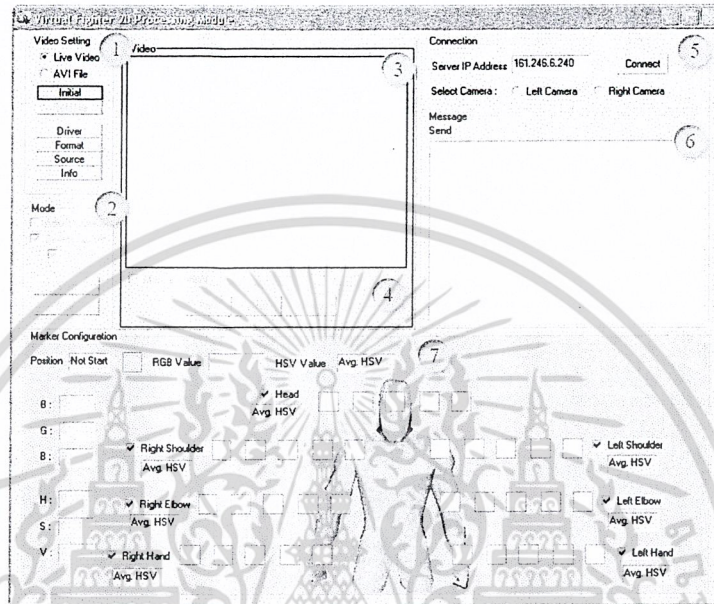 Virtual Fighter 2D Processing Module
Video Setting
1
Live Video
AVI File
Initial
Driver
Format
Source
Info
Mode
2
Video
3
4
Connection
5
Server IP Address 161.246.6.240 Connect
Select Camera : Left Camera Right Camera
Message
Send
6
Marker Configuration
7
Position Not Start RGB Value HSV Value Avg. HSV
B :
G :
B :
H :
S :
V :
Head
Avg. HSV
Right Shoulder
Avg. HSV
Left Shoulder
Avg. HSV
Right Elbow
Avg. HSV
Left Elbow
Avg. HSV
Right Hand
Avg. HSV
Left Hand
Avg. HSV